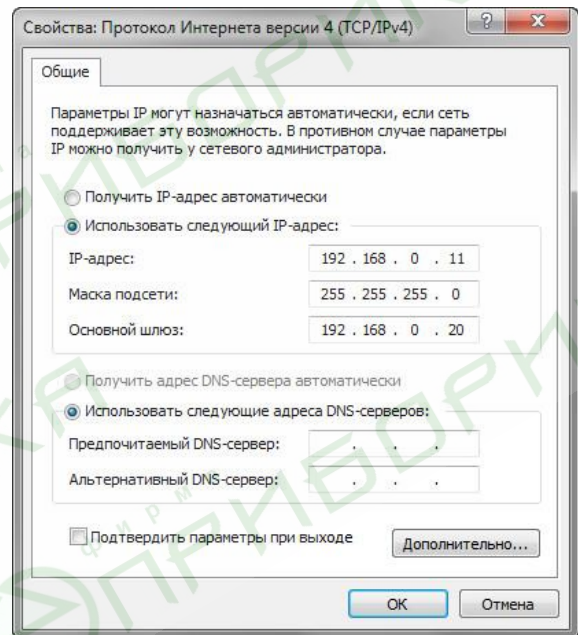 Свойства: Протокол Интернета версии 4 (TCP/IPv4)
Общие
Параметры IP могут назначаться автоматически, если сеть
поддерживает эту возможность. В противном случае параметры
IP можно получить у сетевого администратора.
Получить IP-адрес автоматически
Использовать следующий IP-адрес:
IP-адрес: 192 . 168 . 0 . 11
Маска подсети: 255 . 255 . 255 . 0
Основной шлюз: 192 . 168 . 0 . 20
Получить адрес DNS-сервера автоматически
Использовать следующие адреса DNS-серверов:
Предпочитаемый DNS-сервер: . . .
Альтернативный DNS-сервер: . . .
Подтвердить параметры при выходе
Дополнительно...
ОК Отмена
фирма
ПРИБОРИКА